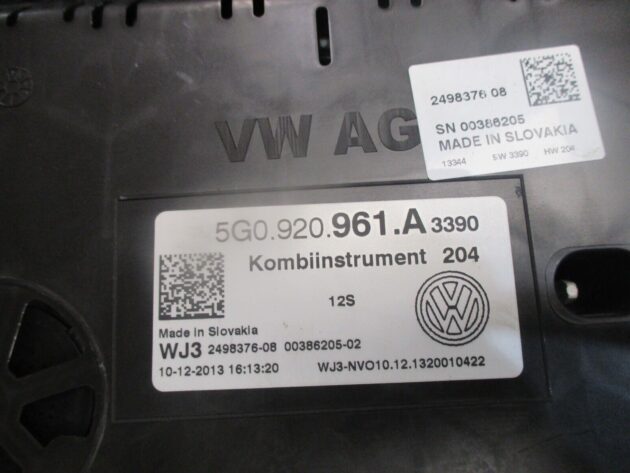 VW AG
2498376 08
SN 00386205
MADE IN SLOVAKIA
13344 SW 3390 HW 204
5G0.920.961.A 3390
Kombiinstrument 204
12S
Made in Slovakia
WJ3 2498376-08 00386205-02
10-12-2013 16:13:20 WJ3-NVO10.12.1320010422